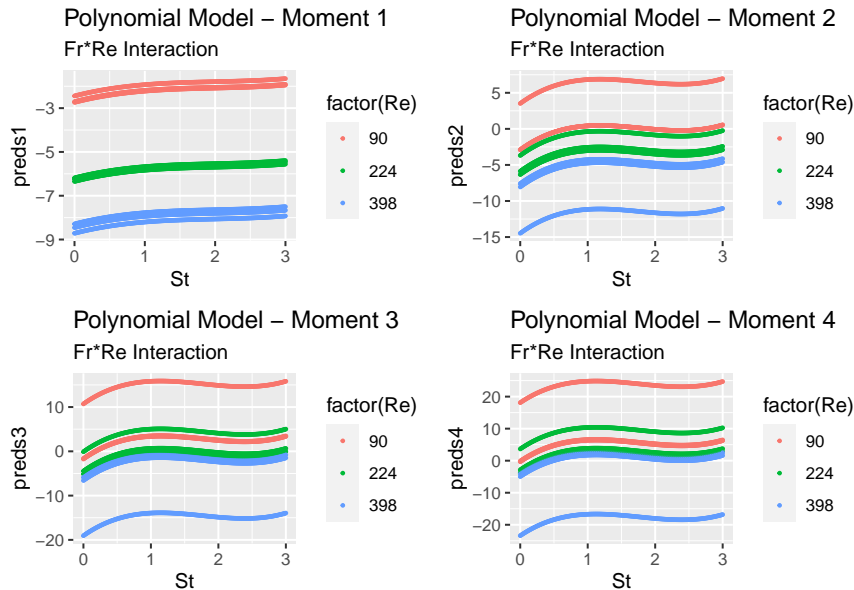 Polynomial Model – Moment 1
Fr*Re Interaction
preds1
−3
−5
−7
−9
0
1
2
3
St
factor(Re)
90
224
398
Polynomial Model – Moment 2
Fr*Re Interaction
preds2
5
0
−5
−10
−15
0
1
2
3
St
factor(Re)
90
224
398
Polynomial Model – Moment 3
Fr*Re Interaction
preds3
10
0
−10
−20
0
1
2
3
St
factor(Re)
90
224
398
Polynomial Model – Moment 4
Fr*Re Interaction
preds4
20
10
0
−10
−20
0
1
2
3
St
factor(Re)
90
224
398